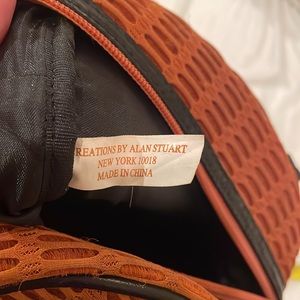 REATIONS BY ALAN STUART
NEW YORK 10018
MADE IN CHINA